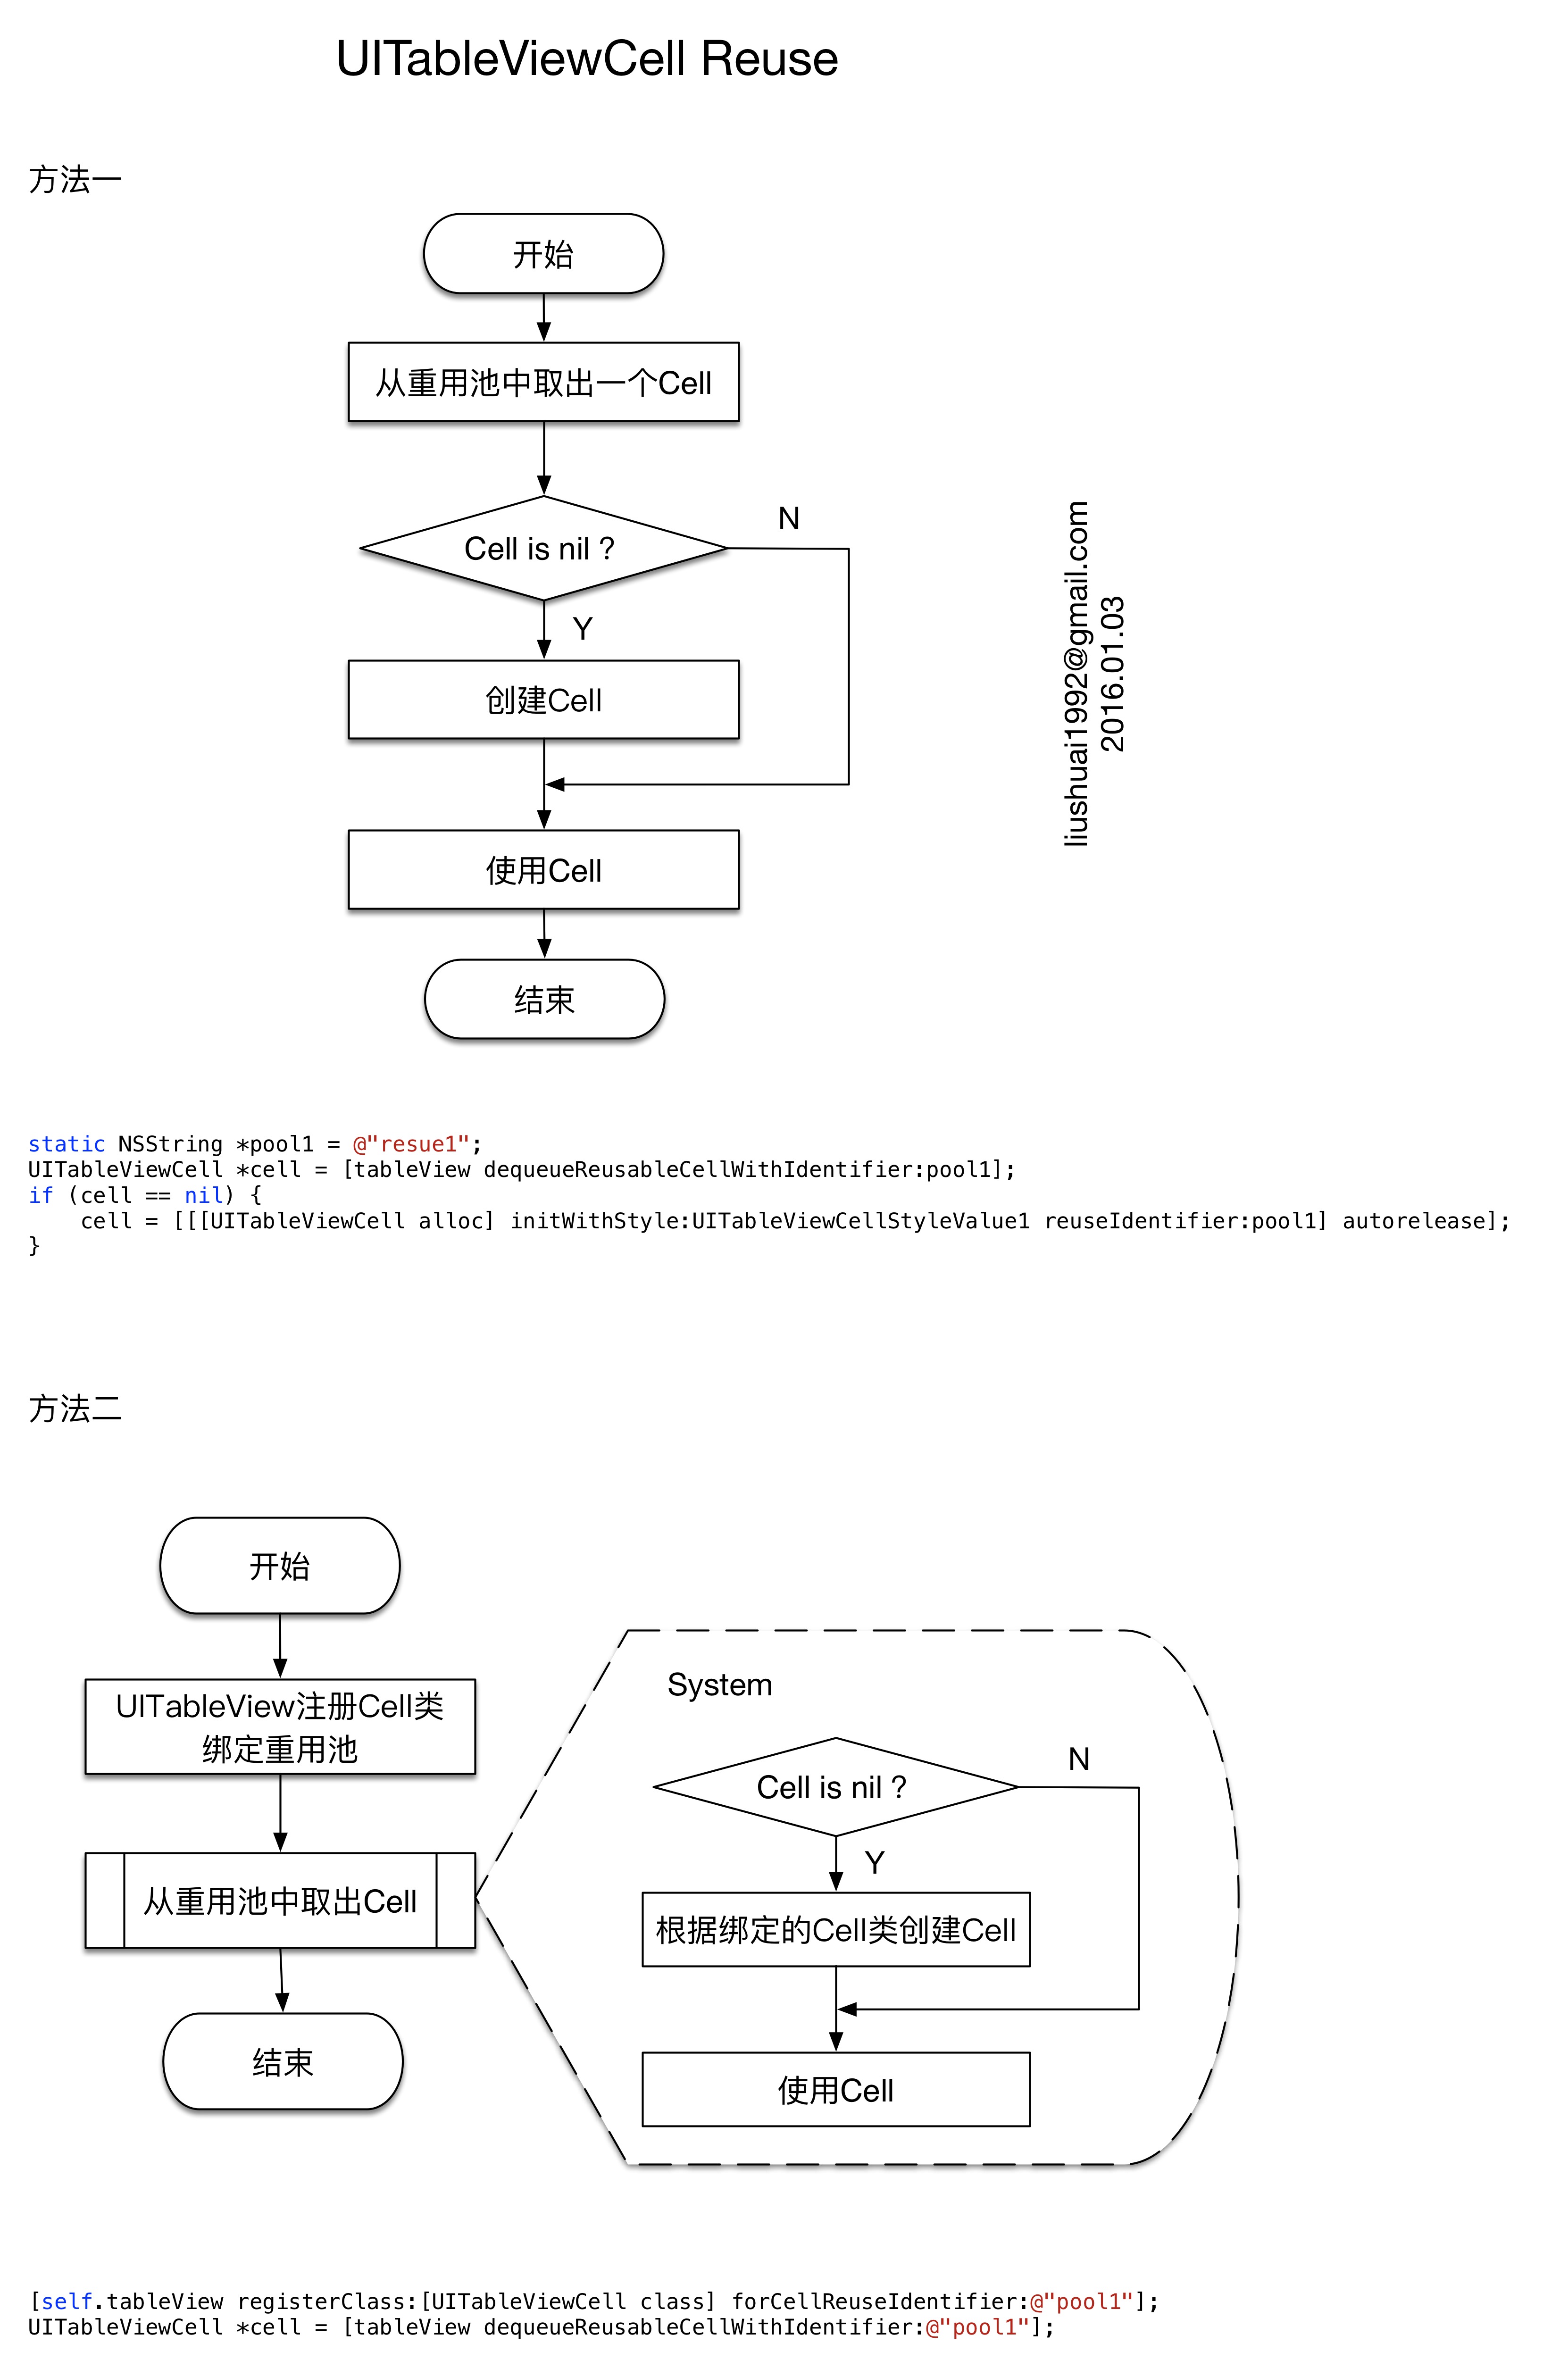 UITableViewCell Reuse
方法一
开始
从重用池中取出一个Cell
Cell is nil ?
N
Y
创建Cell
使用Cell
结束
liushuai1992@gmail.com
2016.01.03
static NSString *pool1 = @"resue1";
UITableViewCell *cell = [tableView dequeueReusableCellWithIdentifier:pool1];
if (cell == nil) {
    cell = [[[UITableViewCell alloc] initWithStyle:UITableViewCellStyleValue1 reuseIdentifier:pool1] autorelease];
}
方法二
开始
UITableView注册Cell类
绑定重用池
从重用池中取出Cell
结束
System
Cell is nil ?
N
Y
根据绑定的Cell类创建Cell
使用Cell
[self.tableView registerClass:[UITableViewCell class] forCellReuseIdentifier:@"pool1"];
UITableViewCell *cell = [tableView dequeueReusableCellWithIdentifier:@"pool1"];